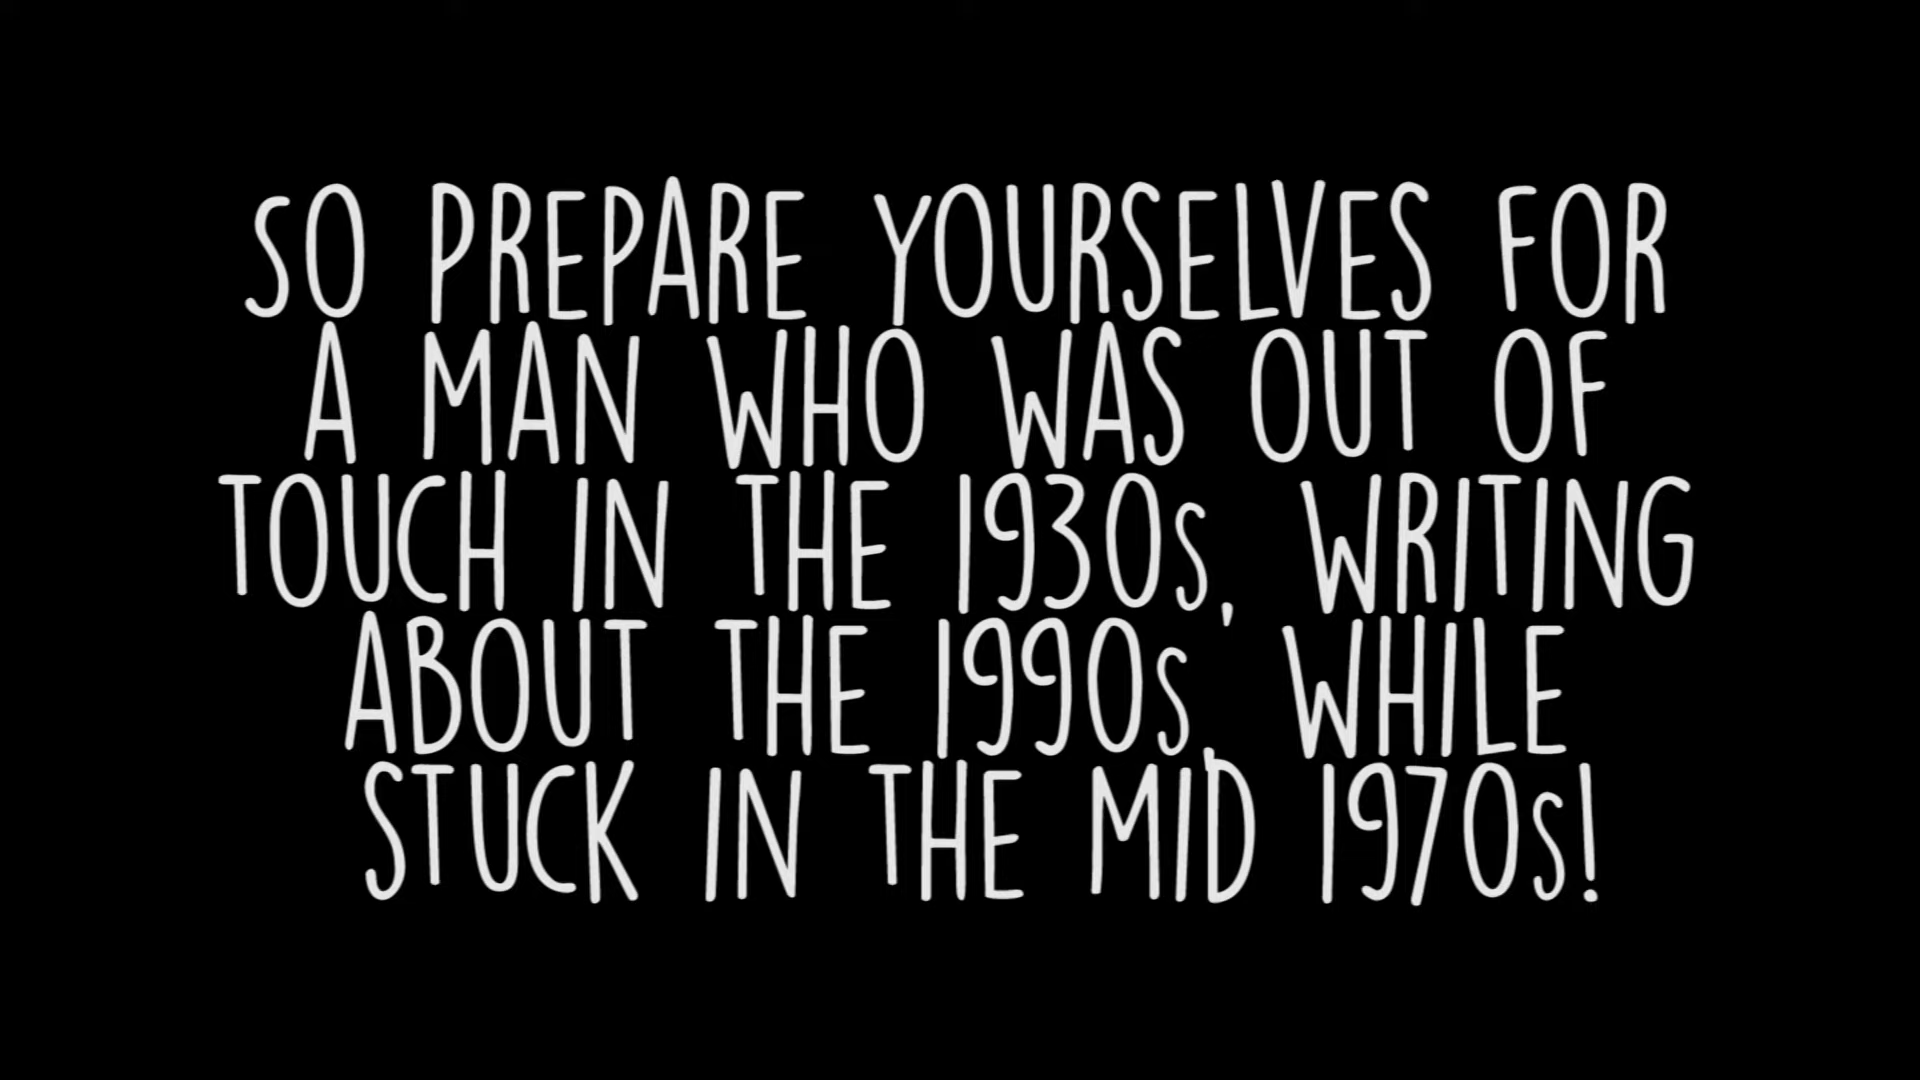 SO PREPARE YOURSELVES FOR
A MAN WHO WAS OUT OF
TOUCH IN THE 1930s, WRITING
ABOUT THE 1990s, WHILE
STUCK IN THE MID 1970s!